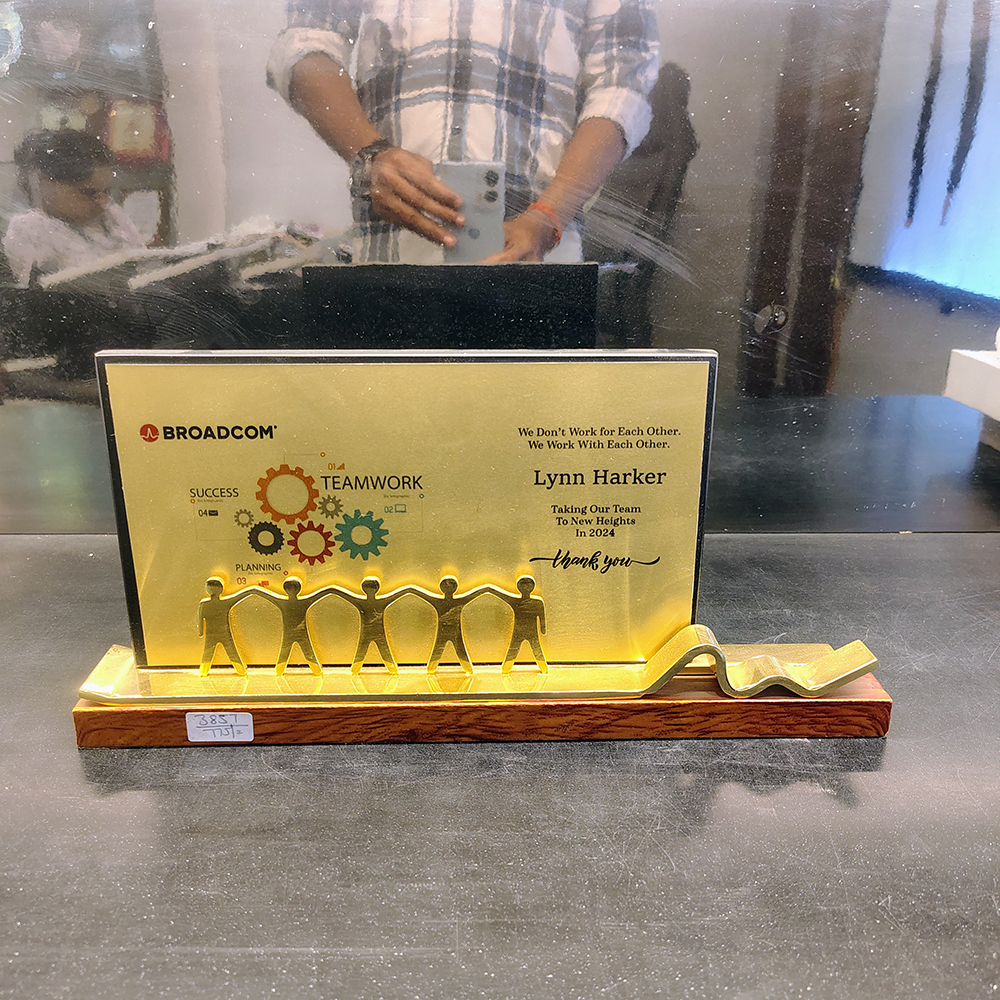 BROADCOM
We Don't Work for Each Other.
We Work With Each Other.
Lynn Harker
Taking Our Team
To New Heights
In 2024
thank you
01
TEAMWORK
SUCCESS
02
04
PLANNING
03
3857